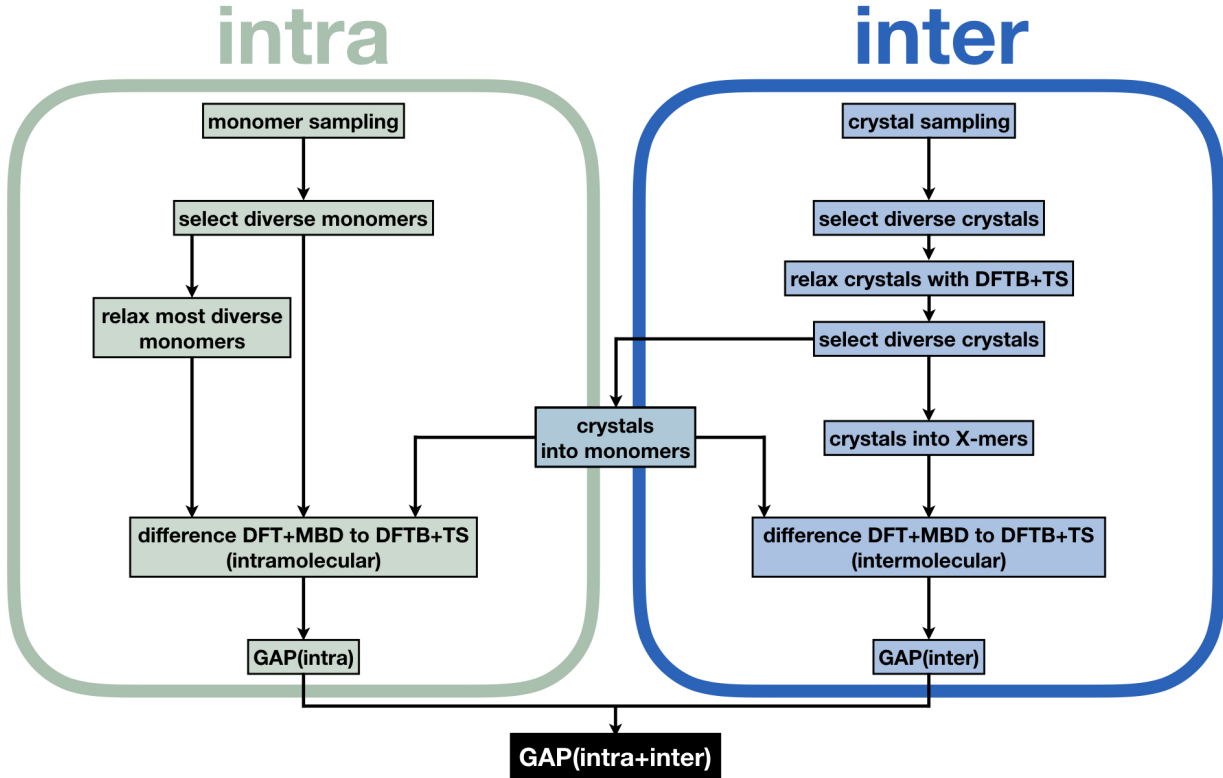 intra
monomer sampling
select diverse monomers
relax most diverse
monomers
difference DFT+MBD to DFTB+TS
(intramolecular)
GAP(intra)
inter
crystal sampling
select diverse crystals
relax crystals with DFTB+TS
select diverse crystals
crystals
into monomers
crystals into X-mers
difference DFT+MBD to DFTB+TS
(intermolecular)
GAP(inter)
GAP(intra+inter)